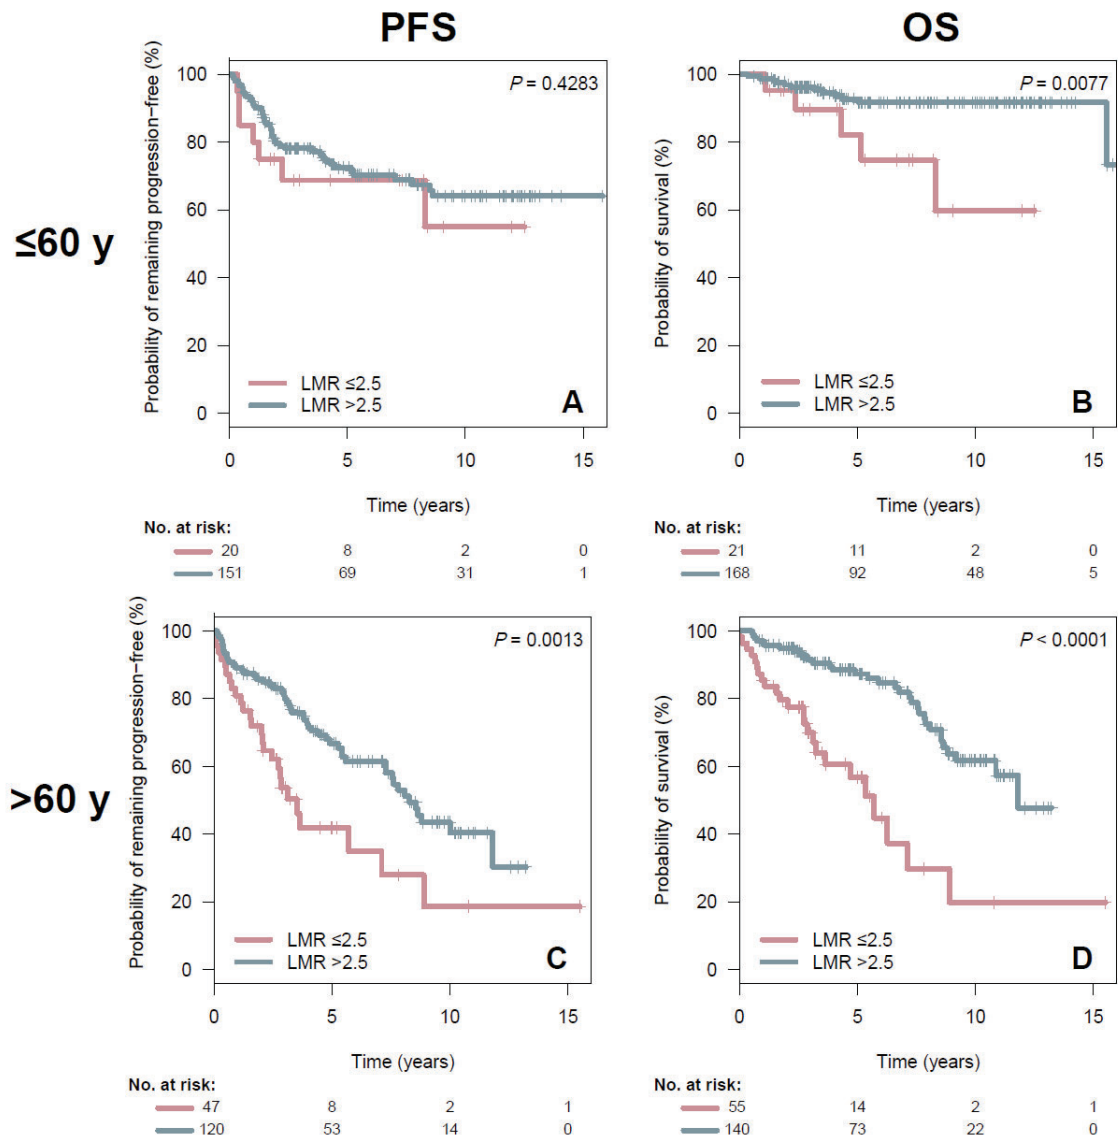 PFS
OS
≤60 y
Probability of remaining progression−free (%)
100
80
60
40
20
0
P = 0.4283
LMR ≤2.5
LMR >2.5
A
0 5 10 15
Time (years)
No. at risk:
20 8 2 0
151 69 31 1
Probability of survival (%)
100
80
60
40
20
0
P = 0.0077
LMR ≤2.5
LMR >2.5
B
0 5 10 15
Time (years)
No. at risk:
21 11 2 0
168 92 48 5
>60 y
Probability of remaining progression−free (%)
100
80
60
40
20
0
P = 0.0013
LMR ≤2.5
LMR >2.5
C
0 5 10 15
Time (years)
No. at risk:
47 8 2 1
120 53 14 0
Probability of survival (%)
100
80
60
40
20
0
P < 0.0001
LMR ≤2.5
LMR >2.5
D
0 5 10 15
Time (years)
No. at risk:
55 14 2 1
140 73 22 0